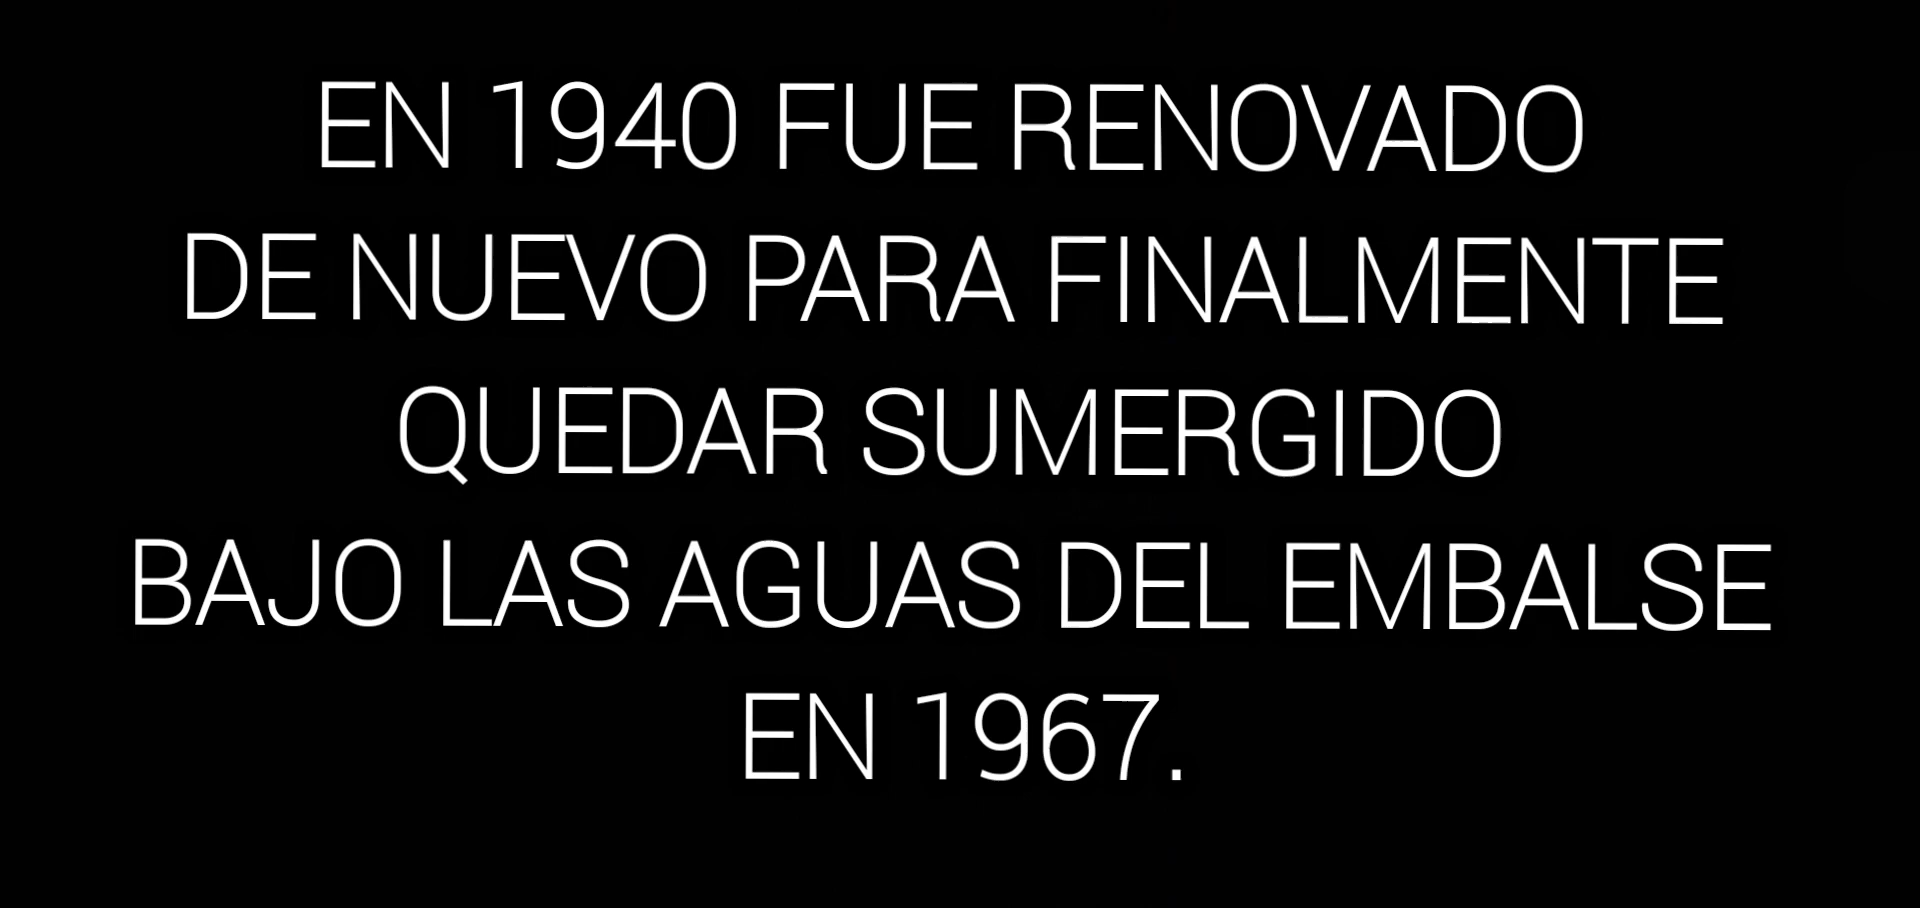 EN 1940 FUE RENOVADO
DE NUEVO PARA FINALMENTE
QUEDAR SUMERGIDO
BAJO LAS AGUAS DEL EMBALSE
EN 1967.